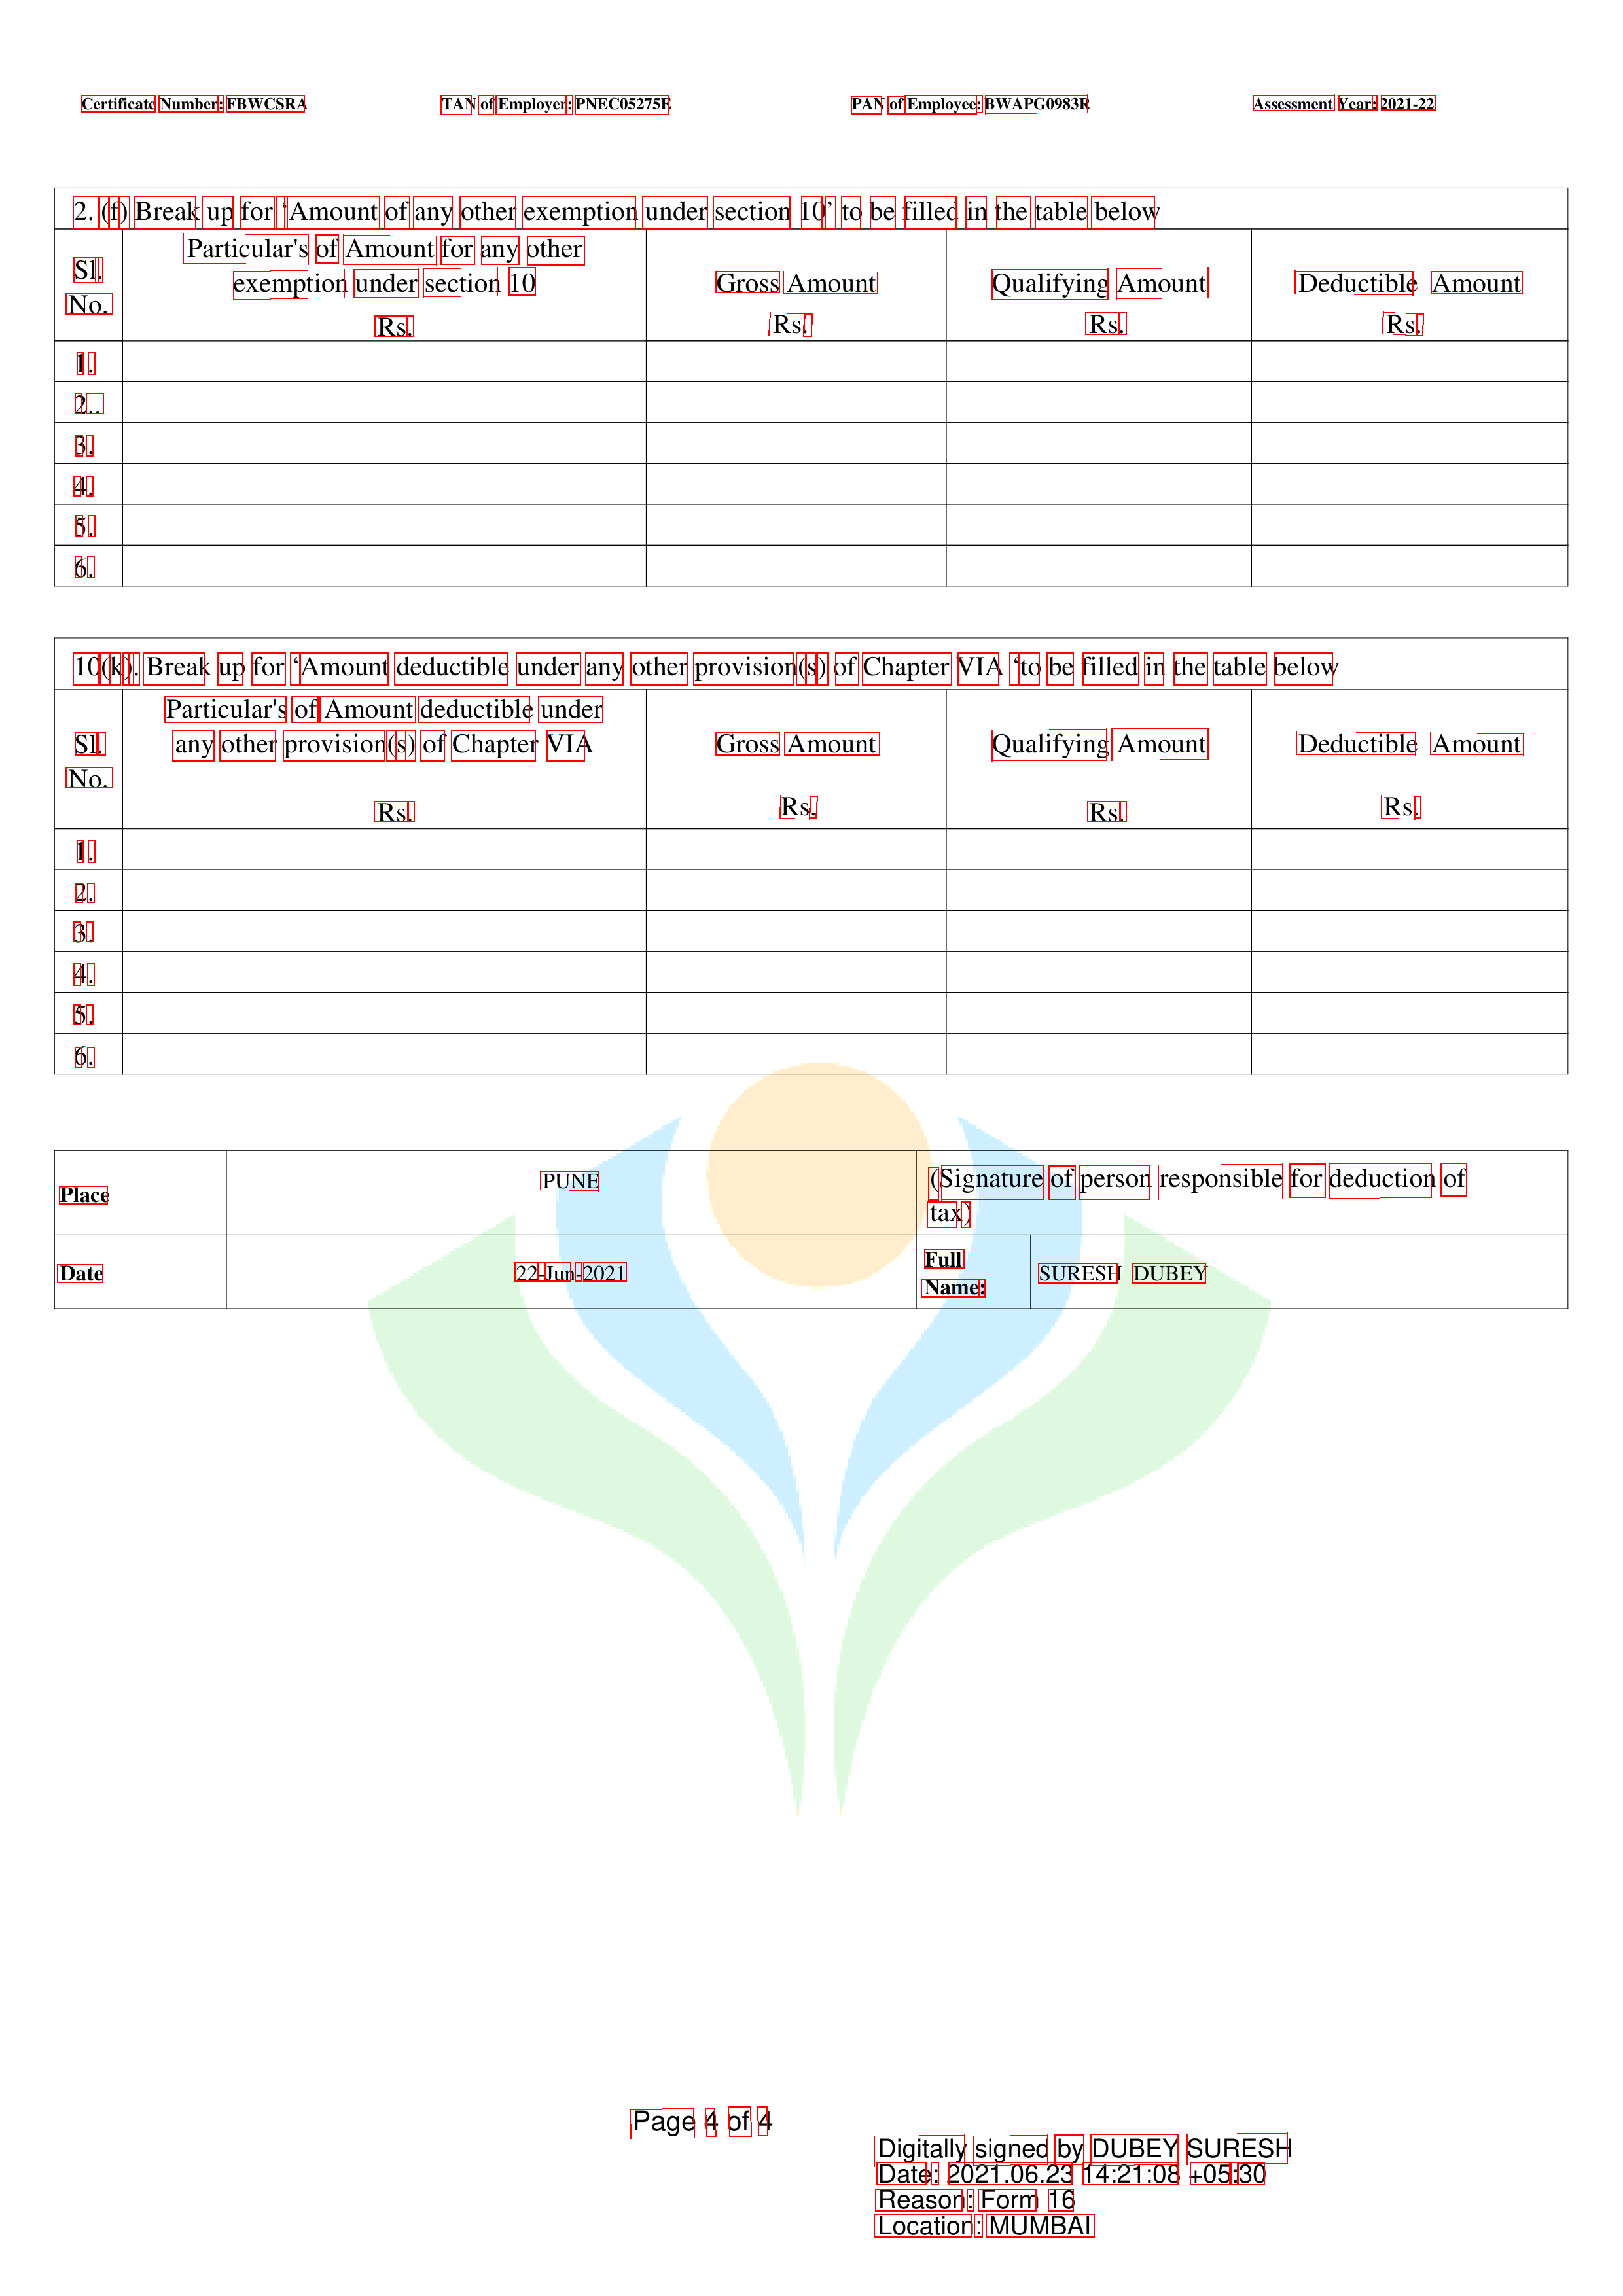 Certificate Number: FBWCSRA TAN of Employer: PNEC05275E PAN of Employee: BWAPG0983R Assessment Year: 2021-22
2. (f) Break up for ‘Amount of any other exemption under section 10’ to be filled in the table below
Sl. No. Particular's of Amount for any other exemption under section 10 Rs. Gross Amount Rs. Qualifying Amount Rs. Deductible Amount Rs.
1.
2..
3.
4.
5.
6.
10(k). Break up for ‘Amount deductible under any other provision(s) of Chapter VIA ‘to be filled in the table below
Sl. No. Particular's of Amount deductible under any other provision(s) of Chapter VIA Rs. Gross Amount Rs. Qualifying Amount Rs. Deductible Amount Rs.
1.
2.
3.
4.
5.
6.
Place PUNE (Signature of person responsible for deduction of tax)
Date 22-Jun-2021 Full Name: SURESH DUBEY
Page 4 of 4
Digitally signed by DUBEY SURESH
Date: 2021.06.23 14:21:08 +05:30
Reason: Form 16
Location: MUMBAI